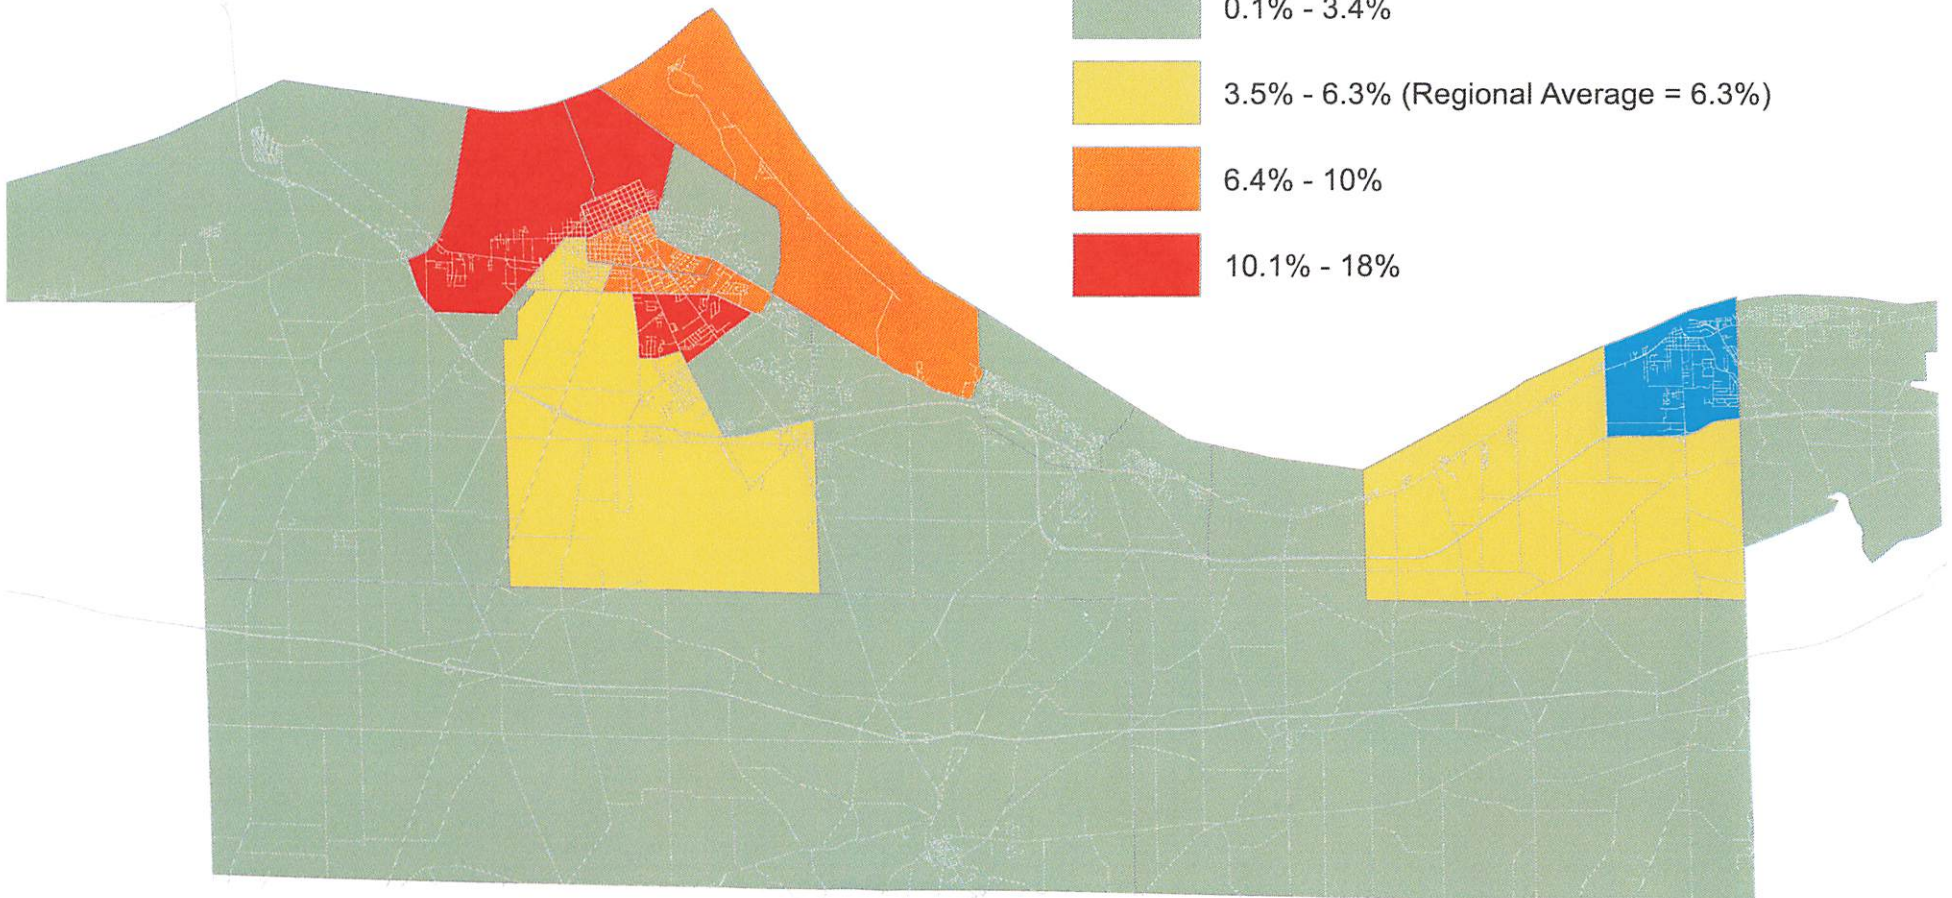 0.1% - 3.4%
3.5% - 6.3% (Regional Average = 6.3%)
6.4% - 10%
10.1% - 18%